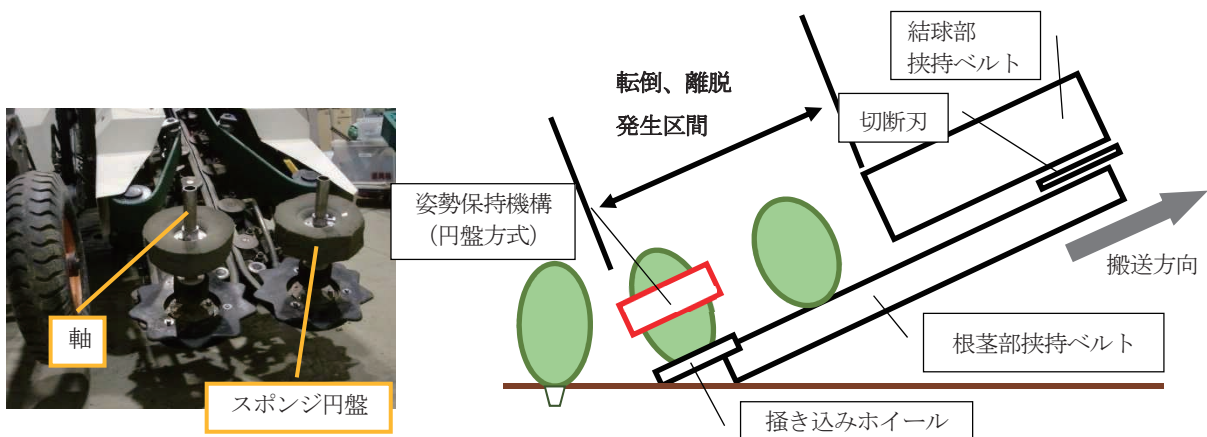 軸
スポンジ円盤
転倒、離脱
発生区間
結球部
挟持ベルト
切断刃
姿勢保持機構
（円盤方式）
搬送方向
根茎部挟持ベルト
掻き込みホイール